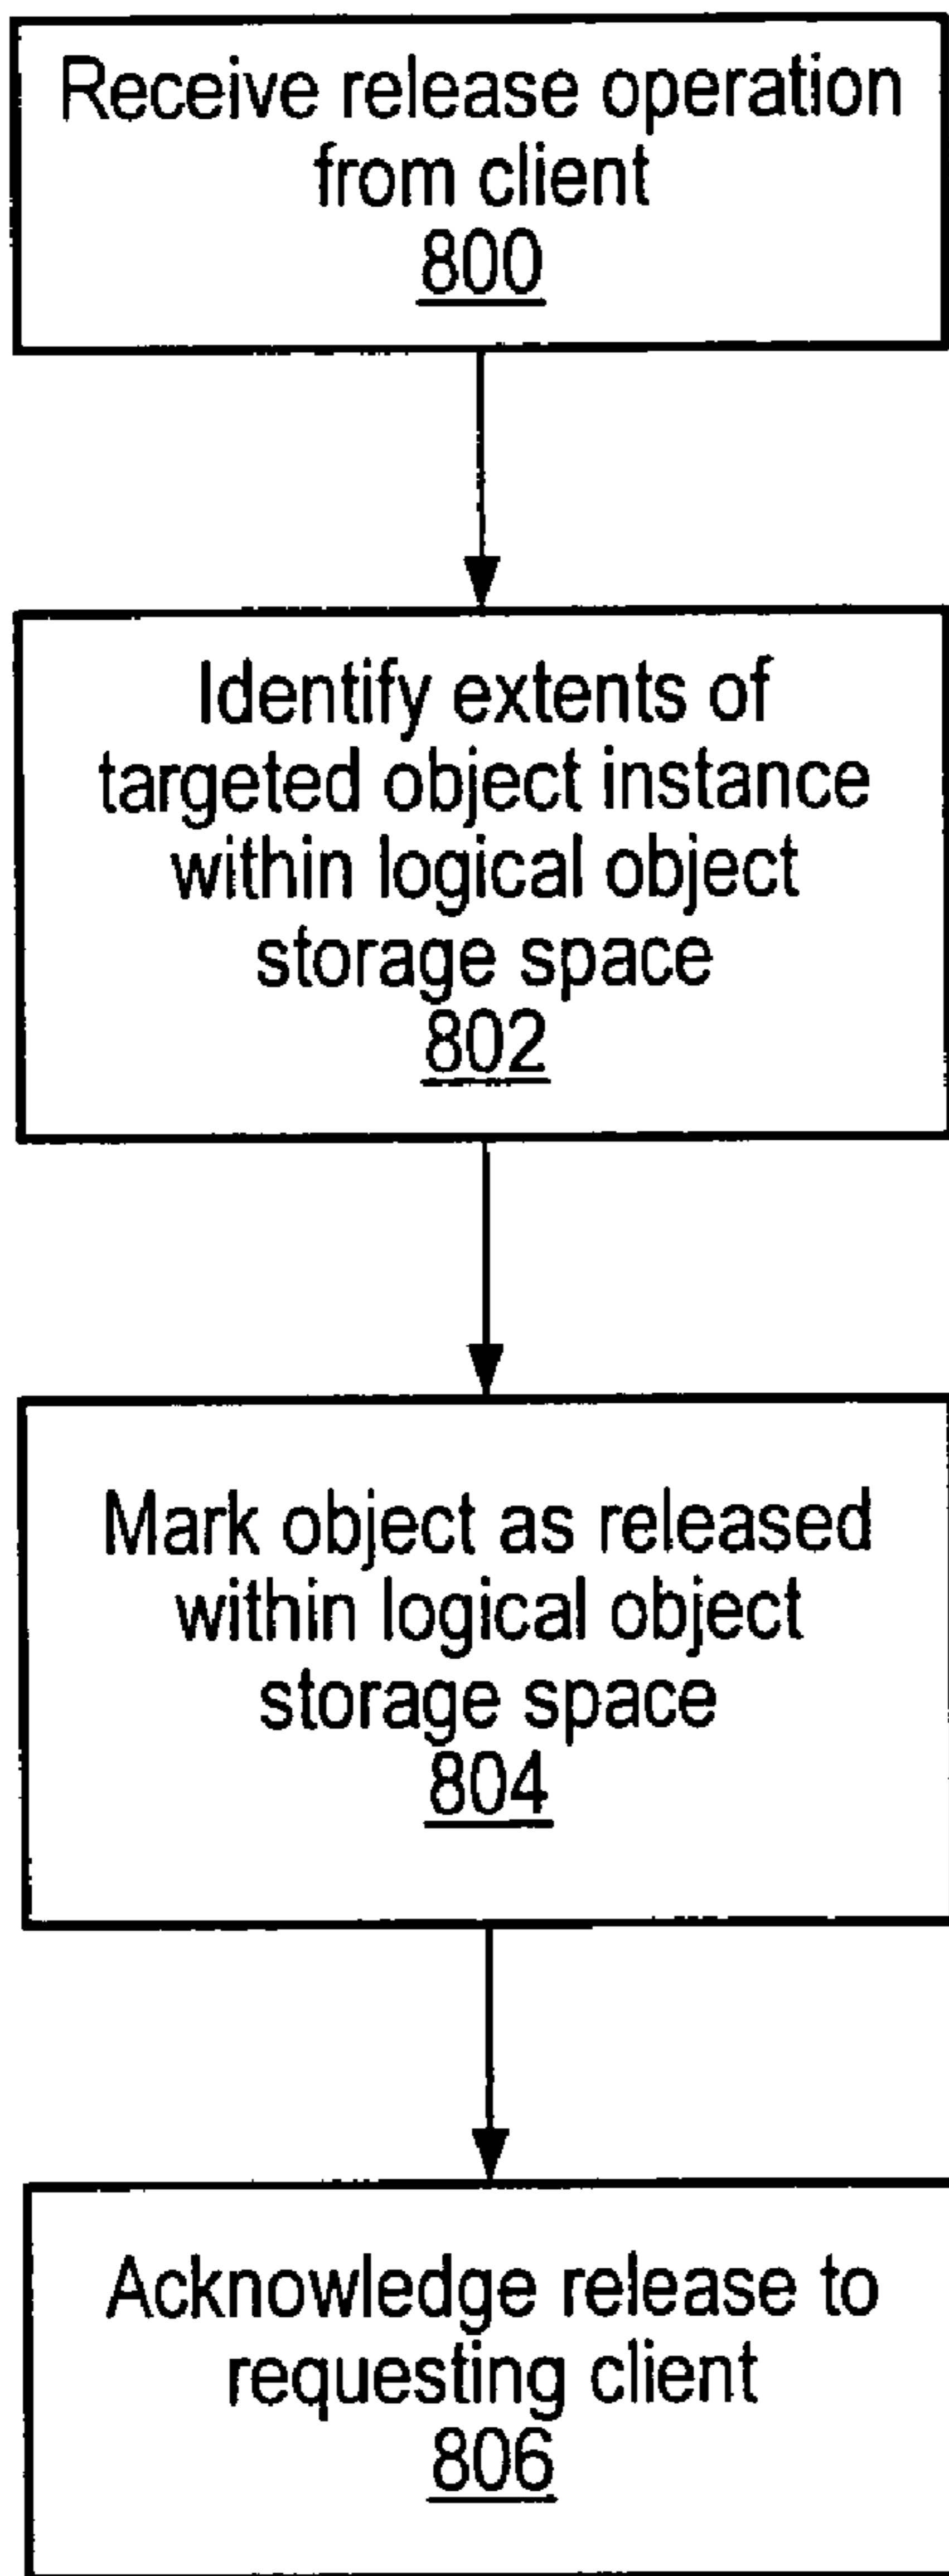 Receive release operation
from client
800
Identify extents of
targeted object instance
within logical object
storage space
802
Mark object as released
within logical object
storage space
804
Acknowledge release to
requesting client
806